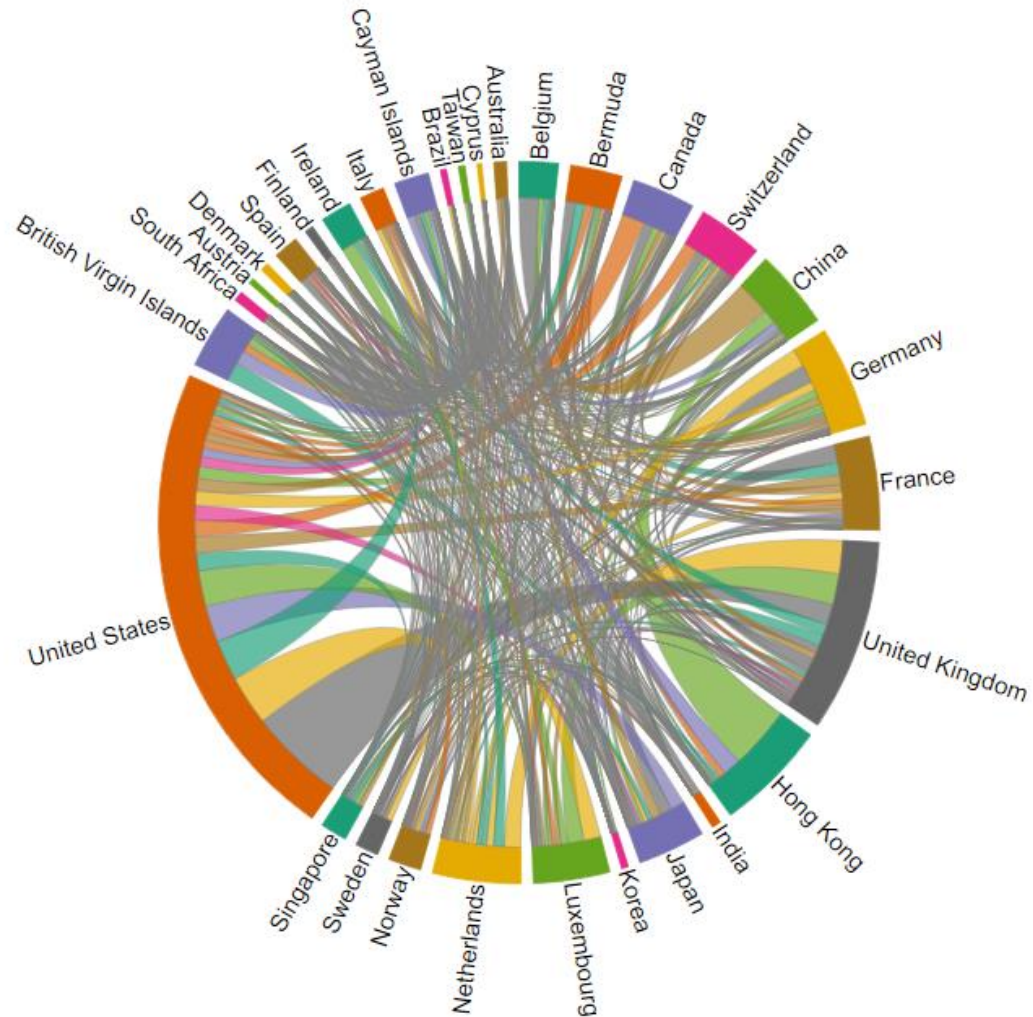 Cayman Islands
Brazil
Taiwan
Cyprus
Australia
Belgium
Bermuda
Canada
Switzerland
China
Germany
France
United Kingdom
Hong Kong
India
Japan
Korea
Luxembourg
Netherlands
Norway
Sweden
Singapore
United States
British Virgin Islands
South Africa
Austria
Denmark
Spain
Finland
Ireland
Italy